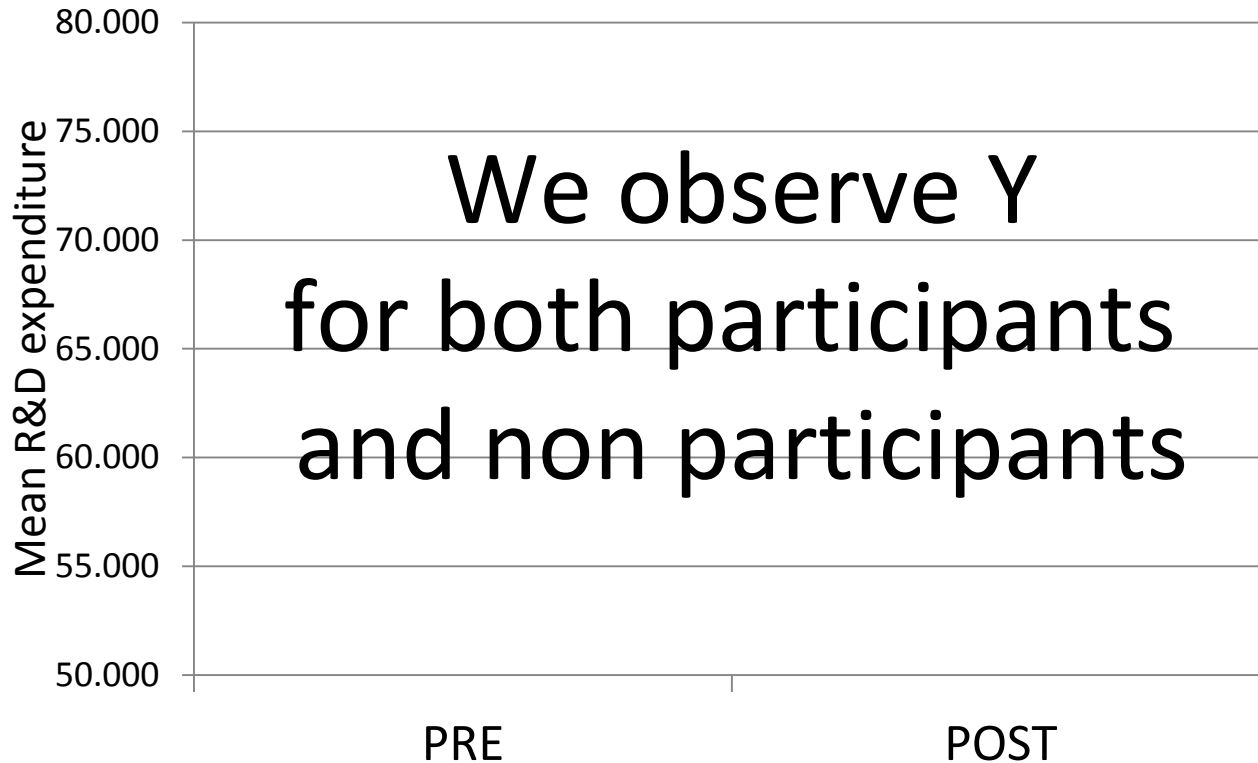 80.000
75.000
70.000
65.000
60.000
55.000
50.000
Mean R&D expenditure
We observe Y
for both participants
and non participants
PRE
POST